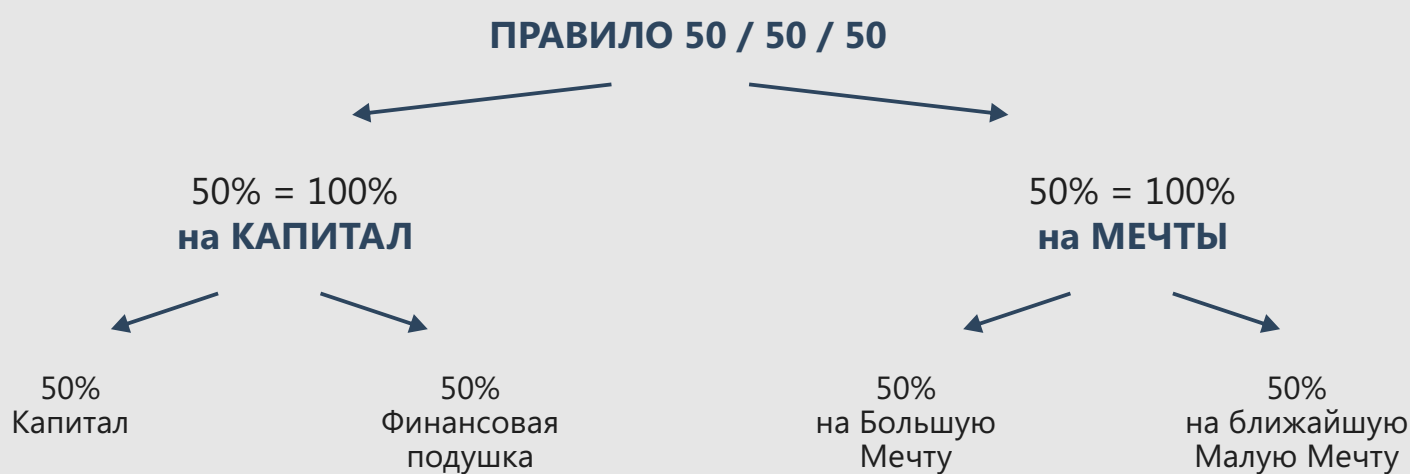 ПРАВИЛО 50 / 50 / 50
50% = 100%
на КАПИТАЛ
50% = 100%
на МЕЧТЫ
50%
Капитал
50%
Финансовая
подушка
50%
на Большую
Мечту
50%
на ближайшую
Малую Мечту